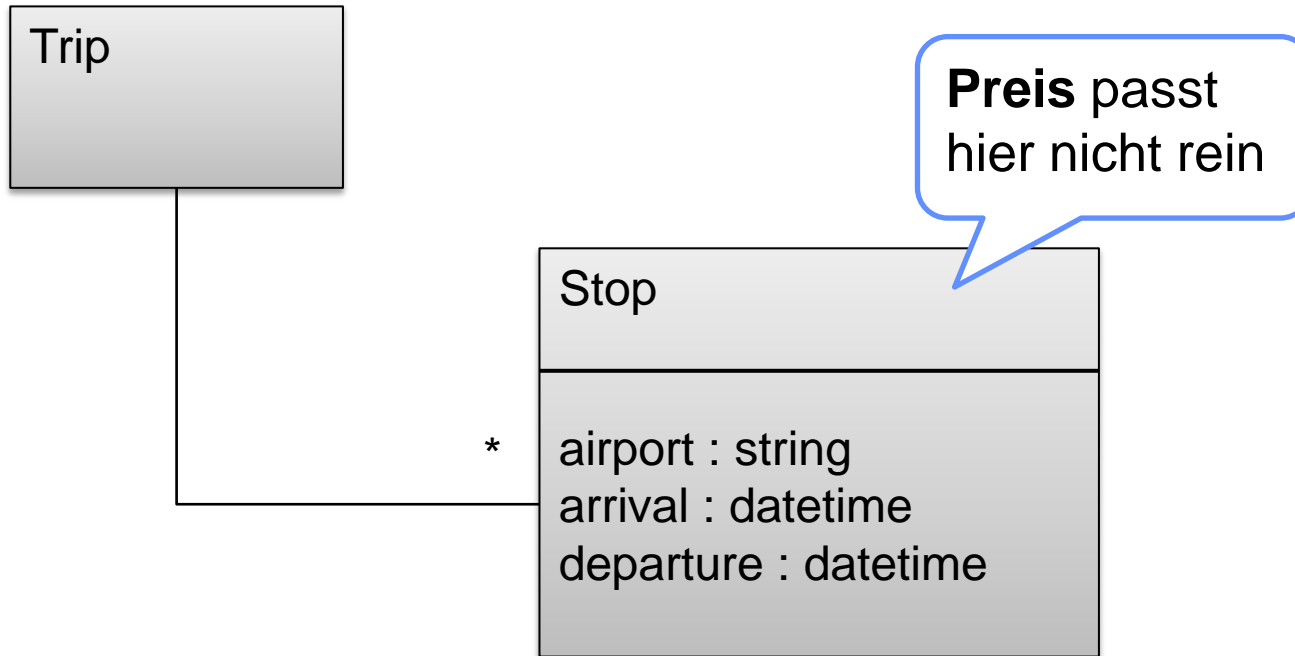 Trip
Preis passt
hier nicht rein
Stop
*
airport : string
arrival : datetime
departure : datetime